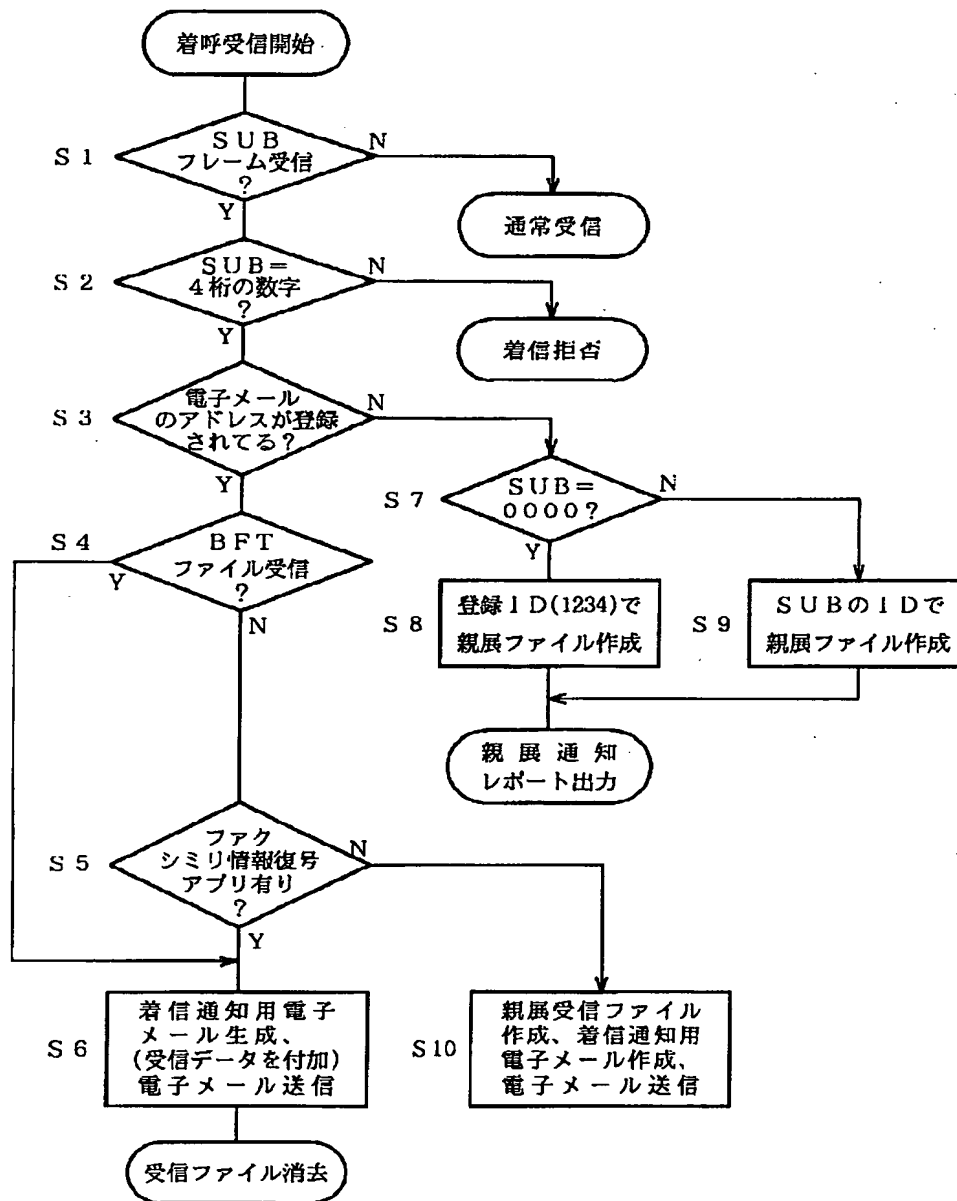 着呼受信開始
S1
SUB
フレーム受信
?
N
Y
通常受信
S2
SUB=
4桁の数字
?
N
Y
着信拒否
S3
電子メール
のアドレスが登録
されてる?
N
Y
S7
SUB=
0000?
N
Y
S4
BFT
ファイル受信
?
Y
N
S8
登録ID(1234)で
親展ファイル作成
S9
SUBのIDで
親展ファイル作成
親展通知
レポート出力
S5
ファク
シミリ情報復号
アプリ有り
?
N
Y
S6
着信通知用電子
メール生成、
(受信データを付加)
電子メール送信
S10
親展受信ファイル
作成、着信通知用
電子メール作成、
電子メール送信
受信ファイル消去